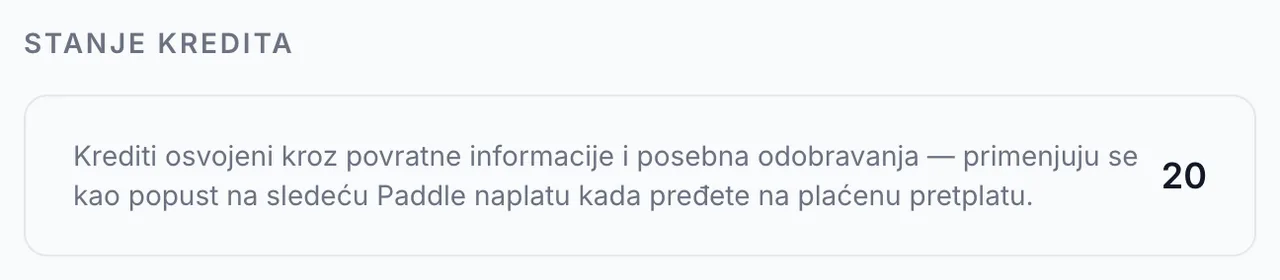 STANJE KREDITA
Krediti osvojeni kroz povratne informacije i posebna odobravanja — primenjuju se
kao popust na sledeću Paddle naplatu kada pređete na plaćenu pretplatu.
20